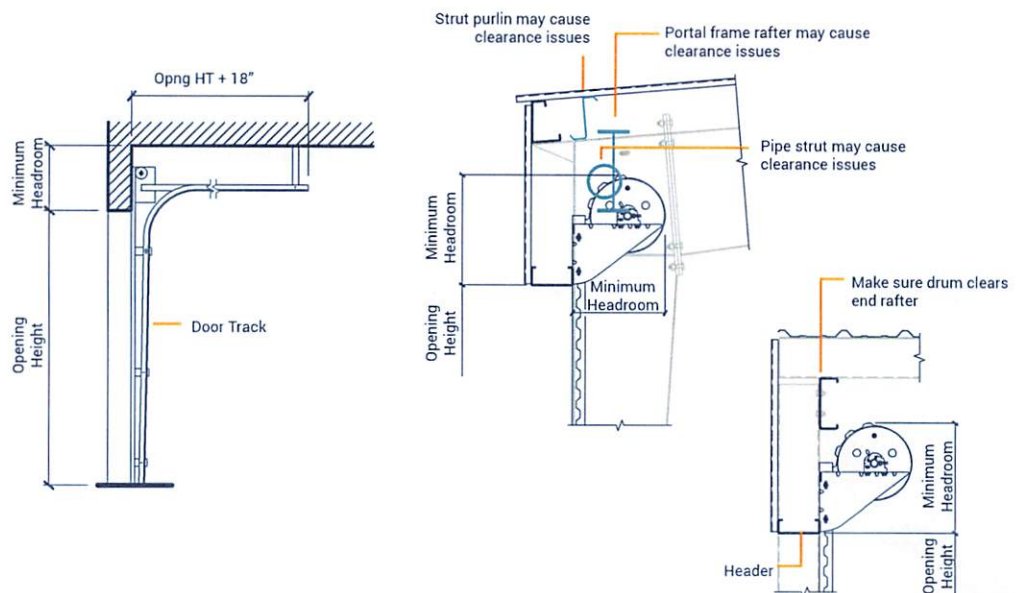 Opng HT + 18"
Minimum
Headroom
Opening
Height
Door Track
Strut purlin may cause
clearance issues
Portal frame rafter may cause
clearance issues
Pipe strut may cause
clearance issues
Minimum
Headroom
Minimum
Headroom
Opening
Height
Make sure drum clears
end rafter
Minimum
Headroom
Header
Opening
Height